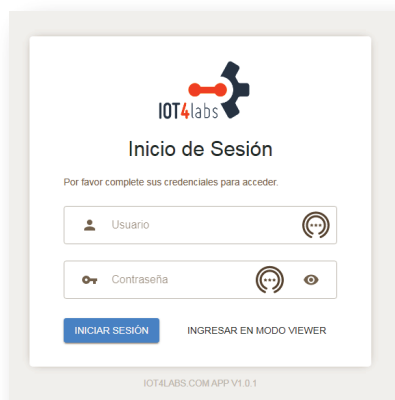 IOT4labs
Inicio de Sesión
Por favor complete sus credenciales para acceder.
Usuario
Contraseña
INICIAR SESIÓN INGRESAR EN MODO VIEWER
IOT4LABS.COM.APP V1.0.1